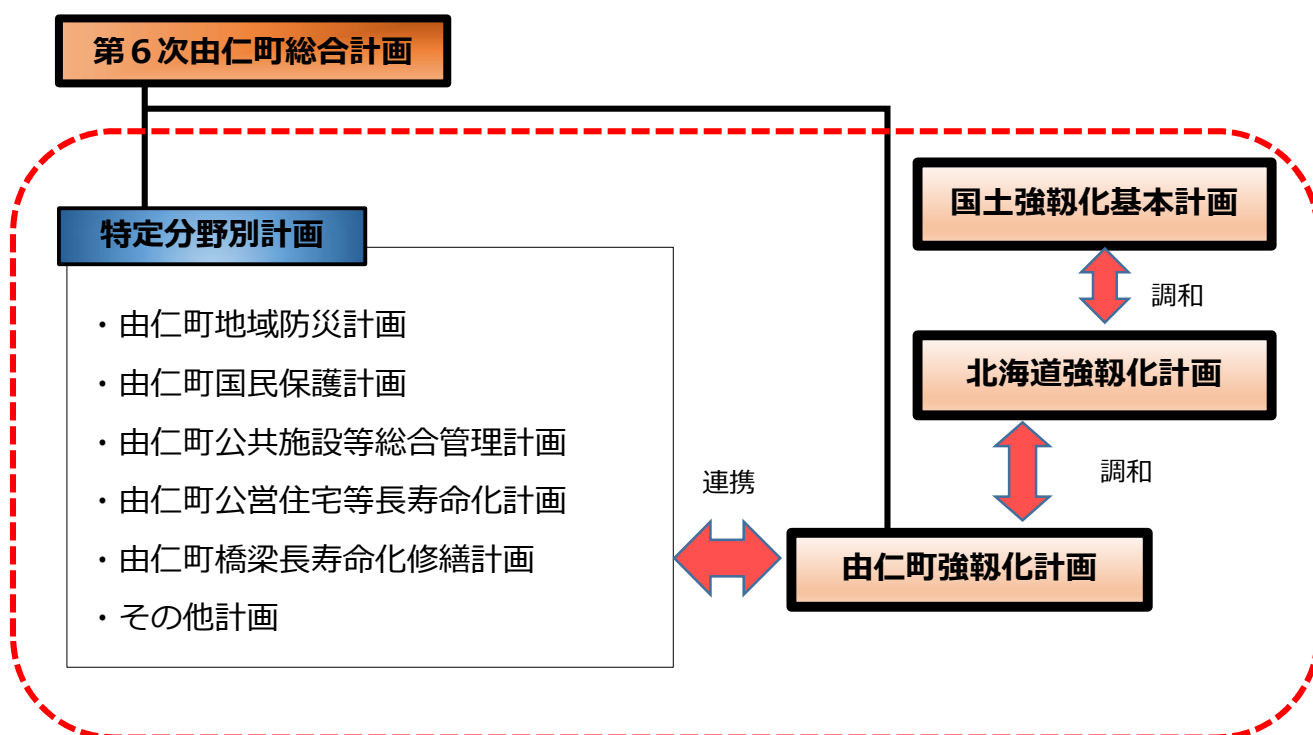 第６次由仁町総合計画
特定分野別計画
・由仁町地域防災計画
・由仁町国民保護計画
・由仁町公共施設等総合管理計画
・由仁町公営住宅等長寿命化計画
・由仁町橋梁長寿命化修繕計画
・その他計画
連携
国土強靱化基本計画
調和
北海道強靱化計画
調和
由仁町強靱化計画